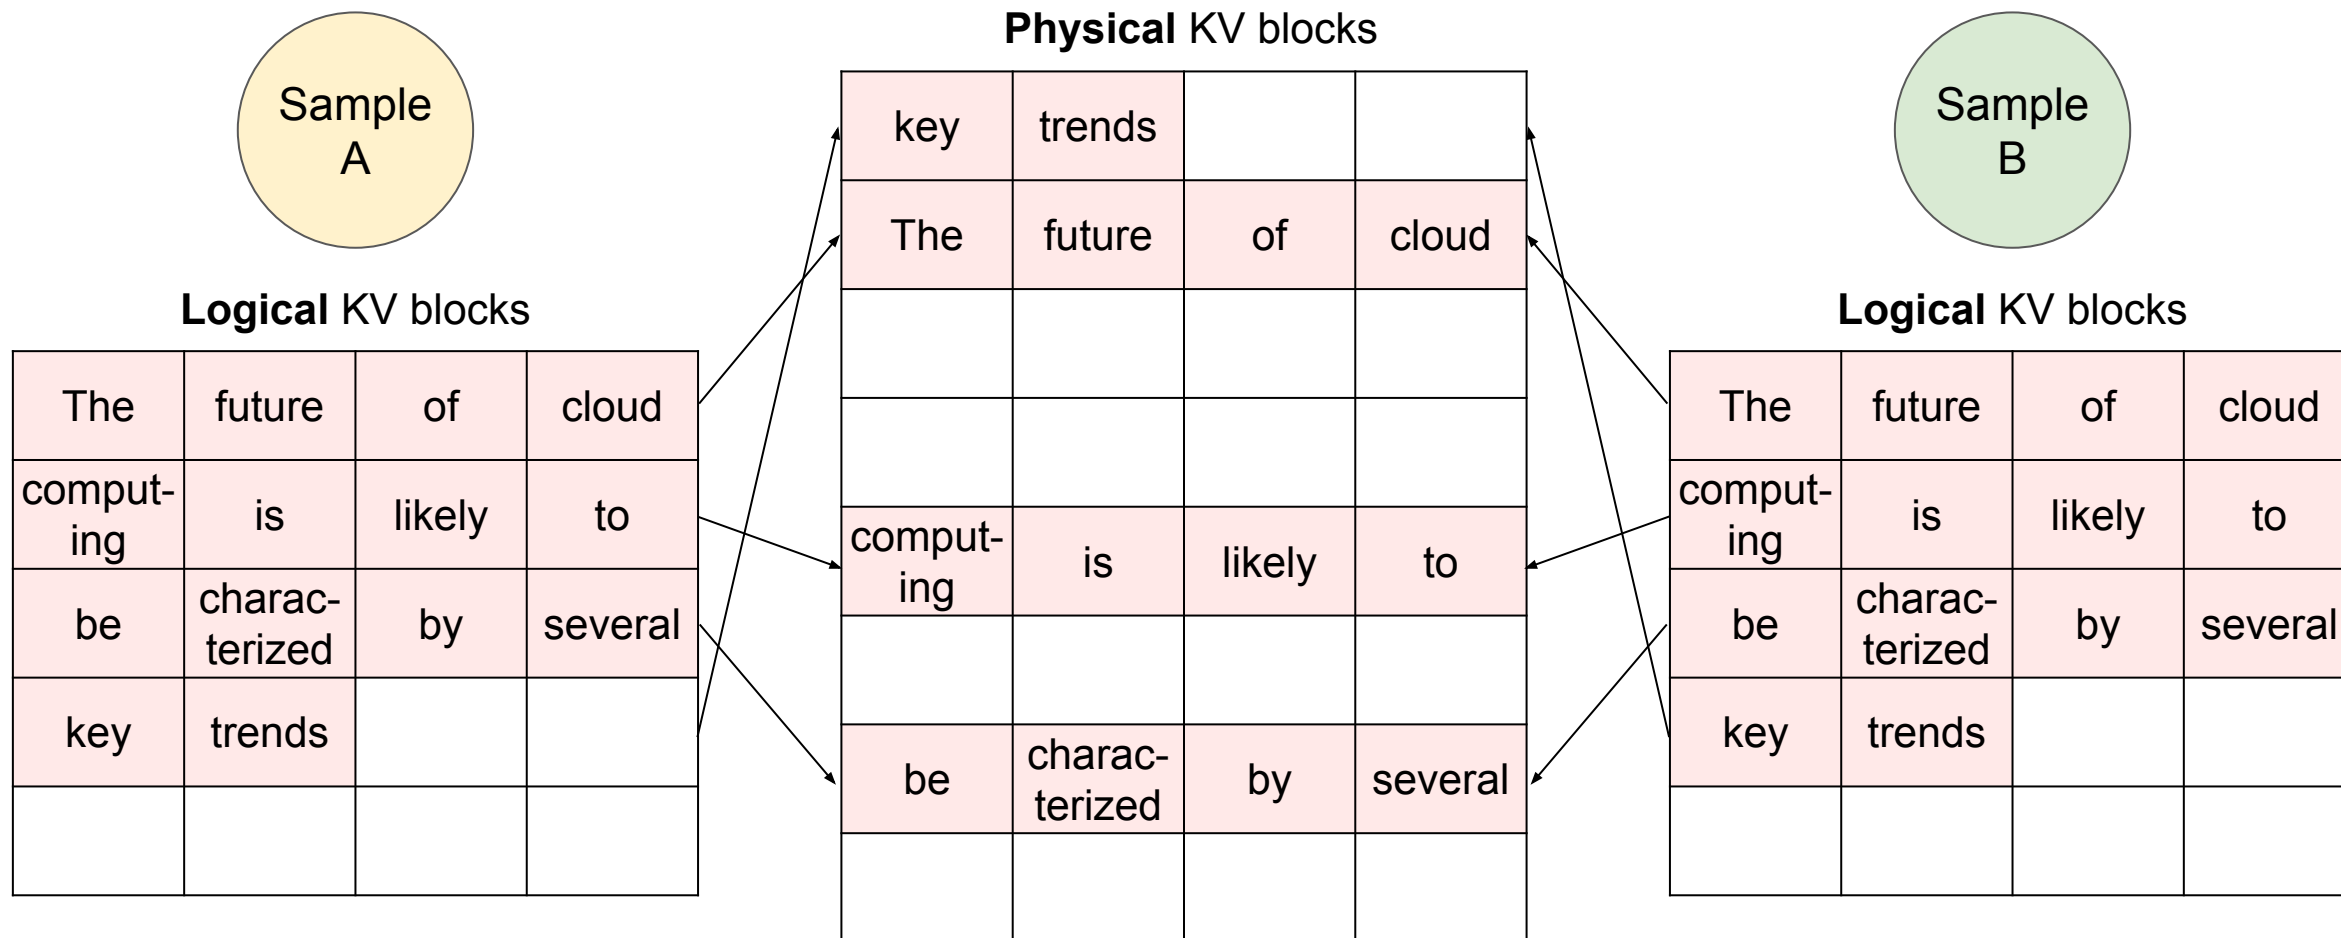 Sample
A
Logical KV blocks
The future of cloud
comput-
ing is likely to
be charac-
terized by several
key trends
Physical KV blocks
key trends
The future of cloud
comput-
ing is likely to
be charac-
terized by several
Sample
B
Logical KV blocks
The future of cloud
comput-
ing is likely to
be charac-
terized by several
key trends